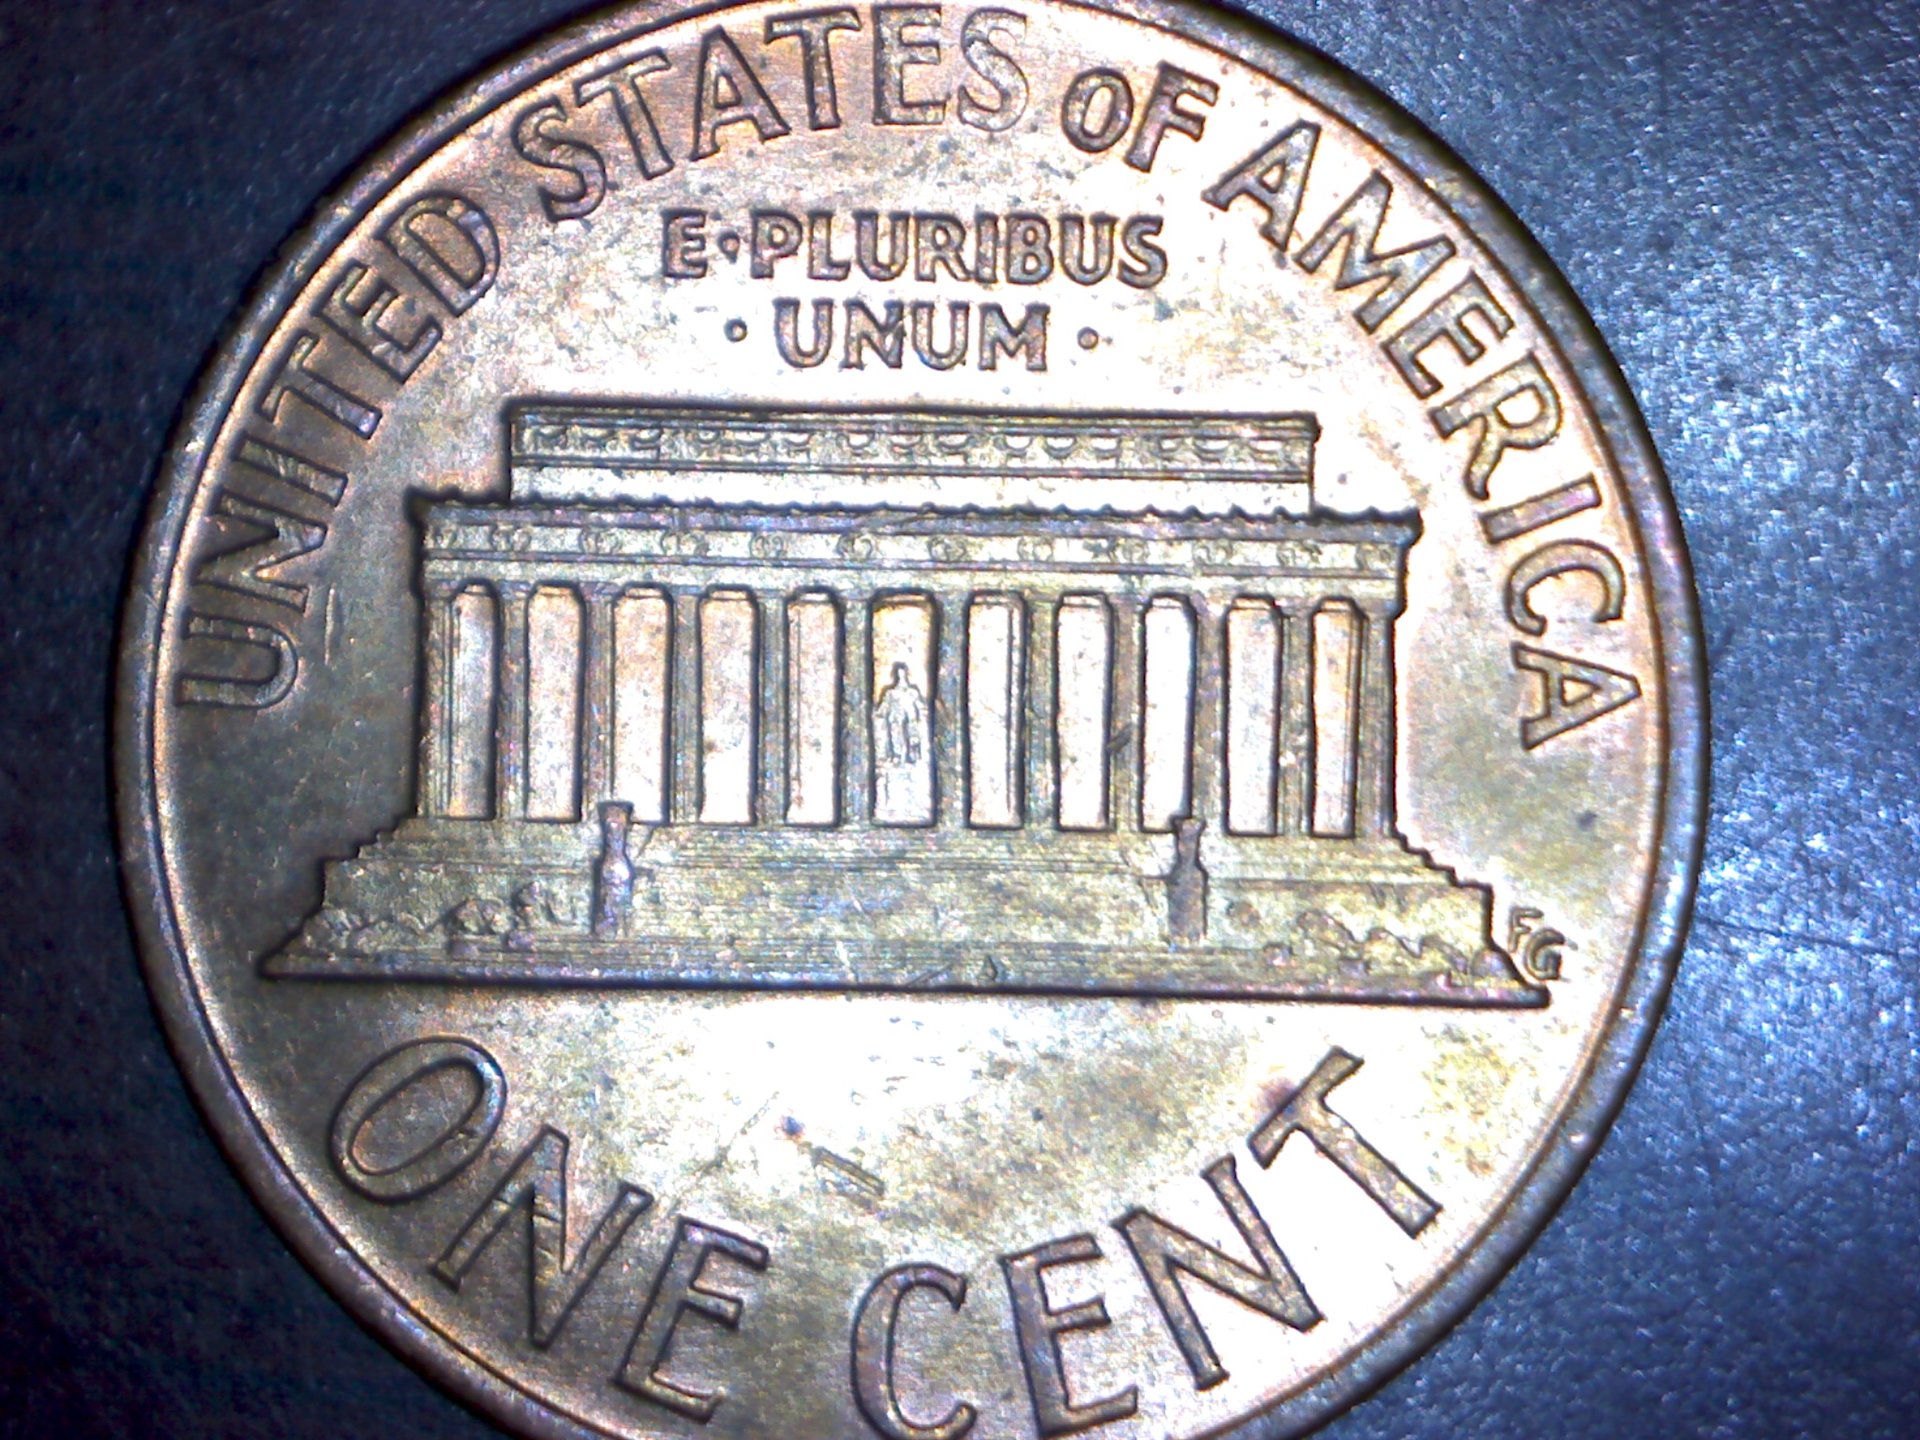 UNITED STATES OF AMERICA
E·PLURIBUS
·UNUM·
FG
ONE CENT